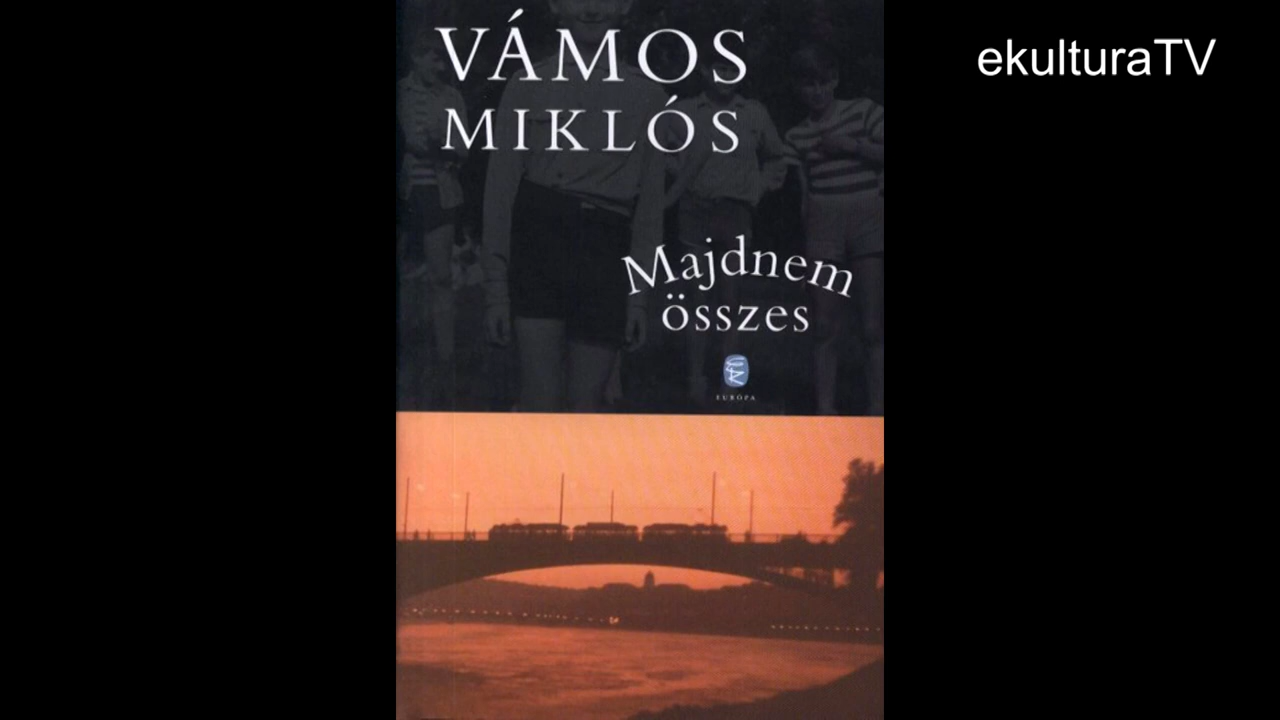 VÁMOS
MIKLÓS
Majdnem
összes
EURÓPA
ekulturaTV